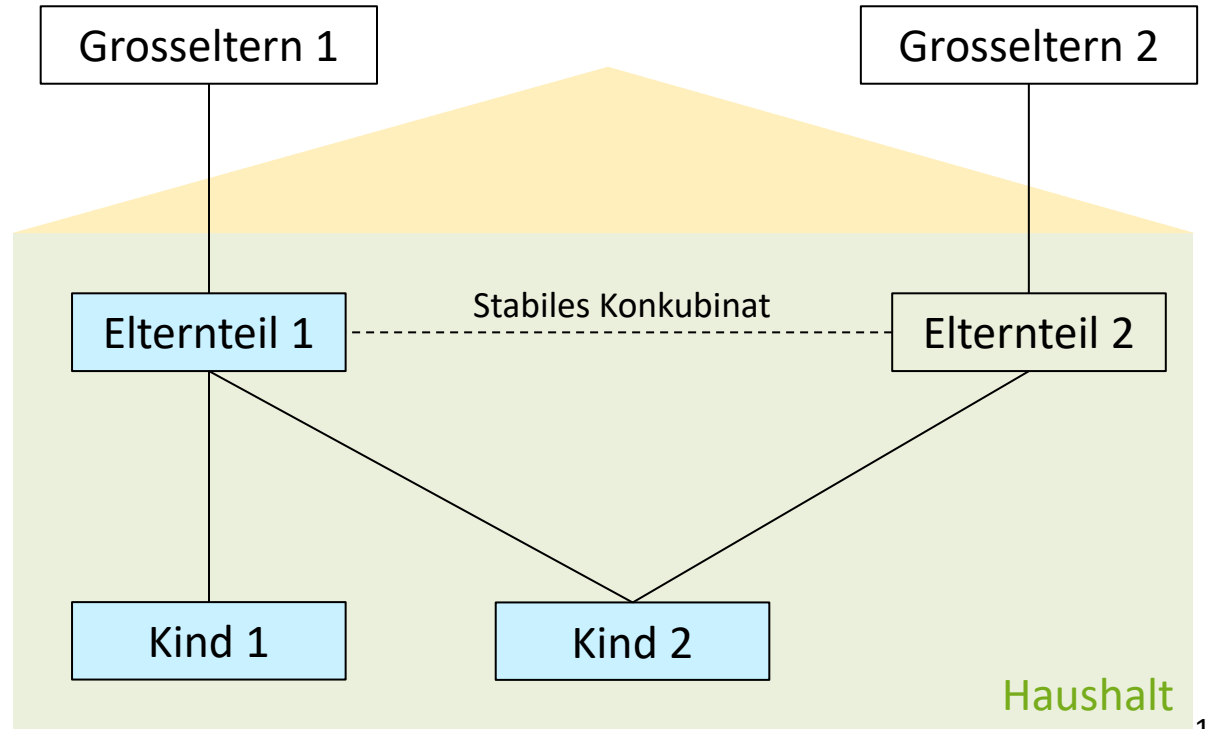 Grosseltern 1
Grosseltern 2
Stabiles Konkubinat
Elternteil 1
Elternteil 2
Kind 1
Kind 2
Haushalt
1